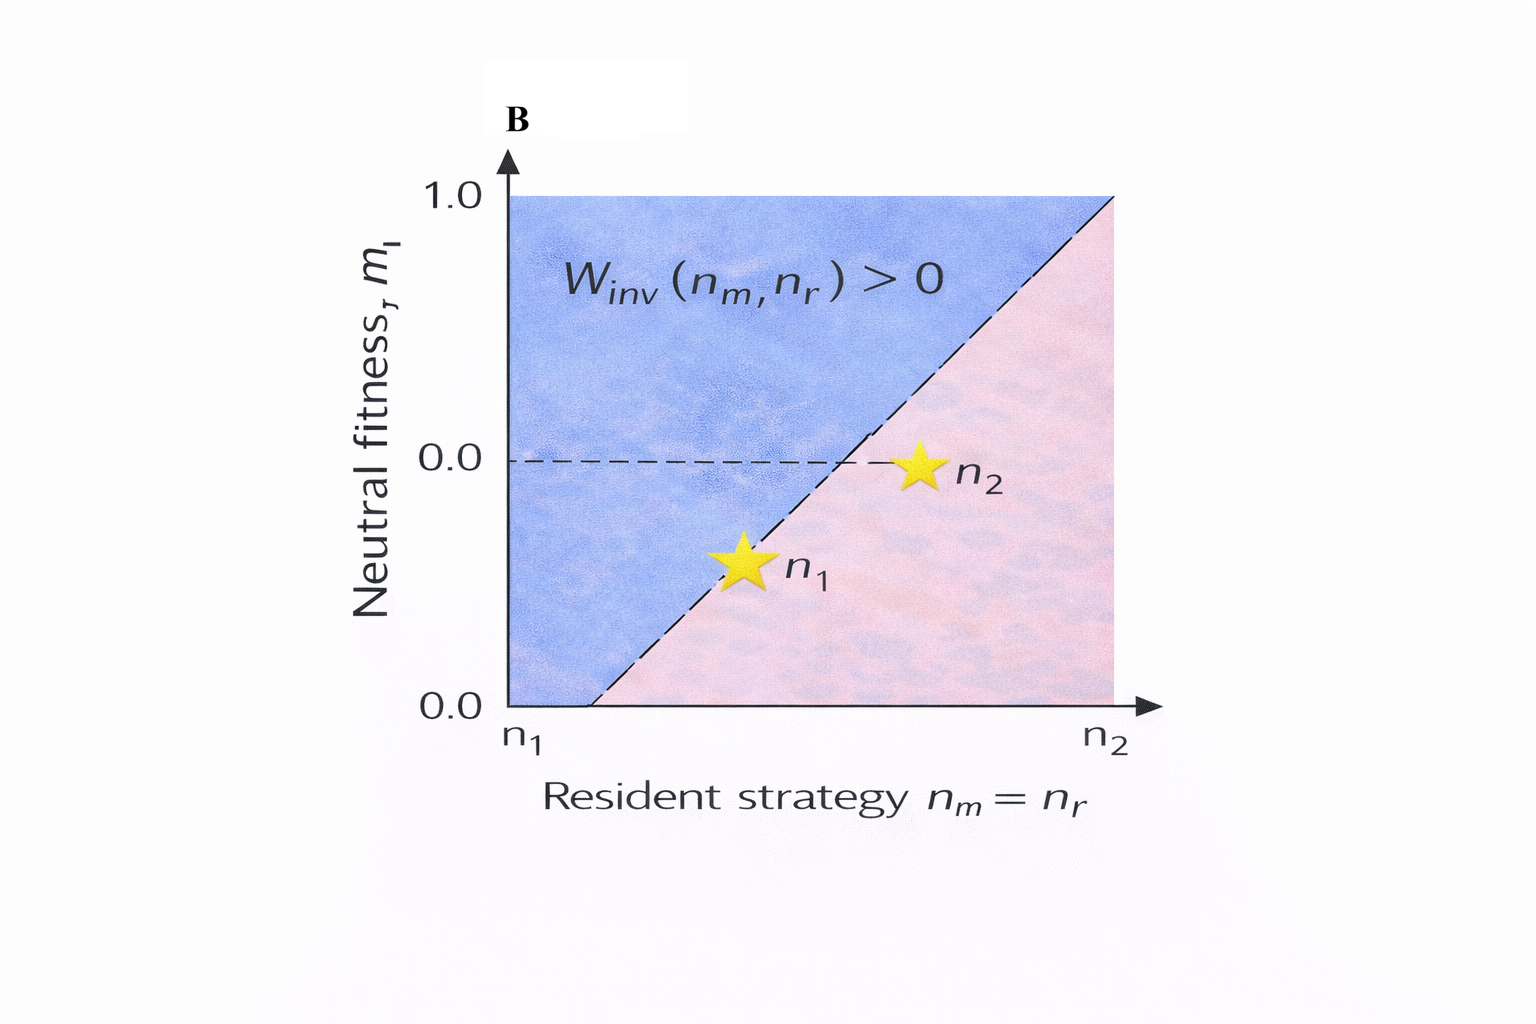 B
1.0
W_inv (n_m, n_r) > 0
Neutral fitness, m_ı
0.0
n_2
n_1
0.0
n_1
n_2
Resident strategy n_m = n_r